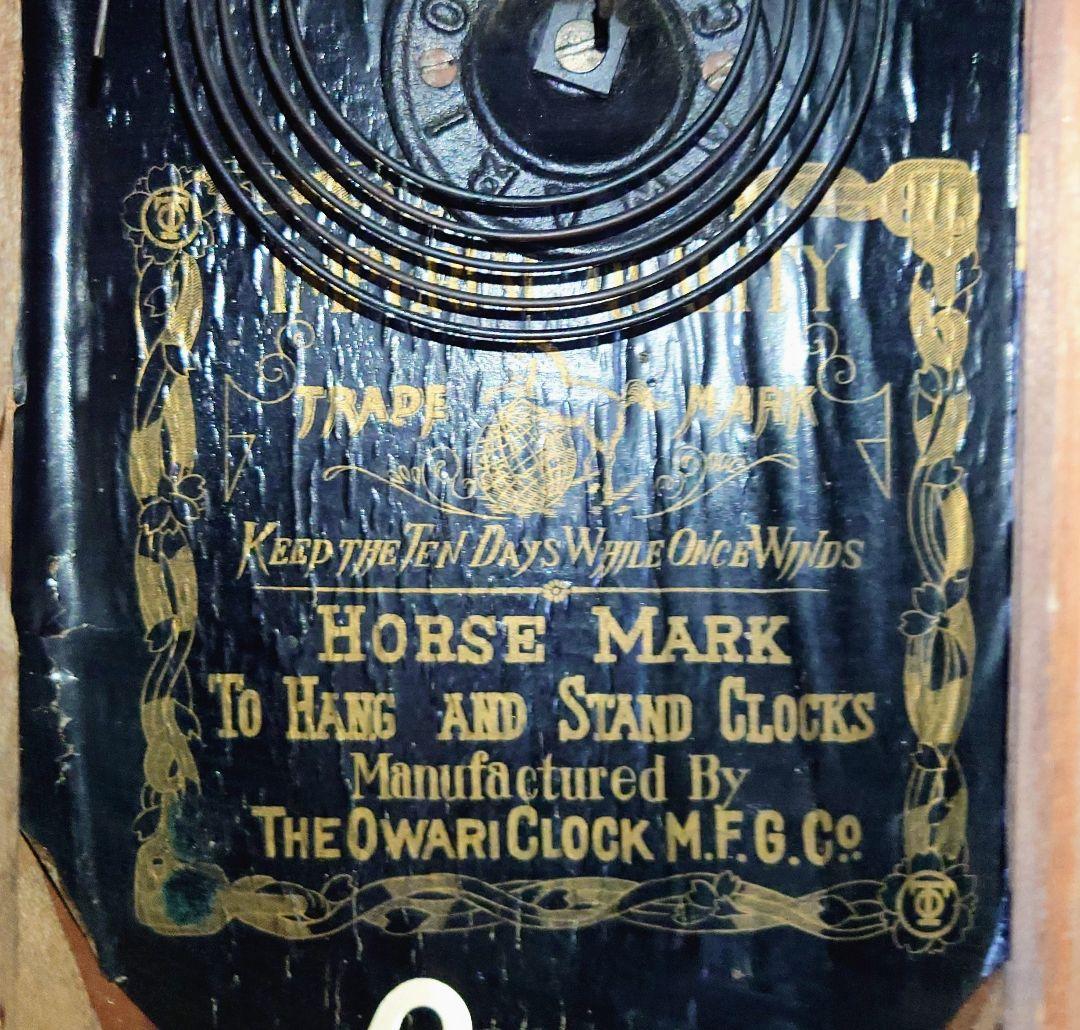 QUALITY
TRADE MARK
KEEP THE TEN DAYS WHILE ONCE WINDS
HORSE MARK
TO HANG AND STAND CLOCKS
Manufactured By
THE OWARI CLOCK M.F.G. Co.